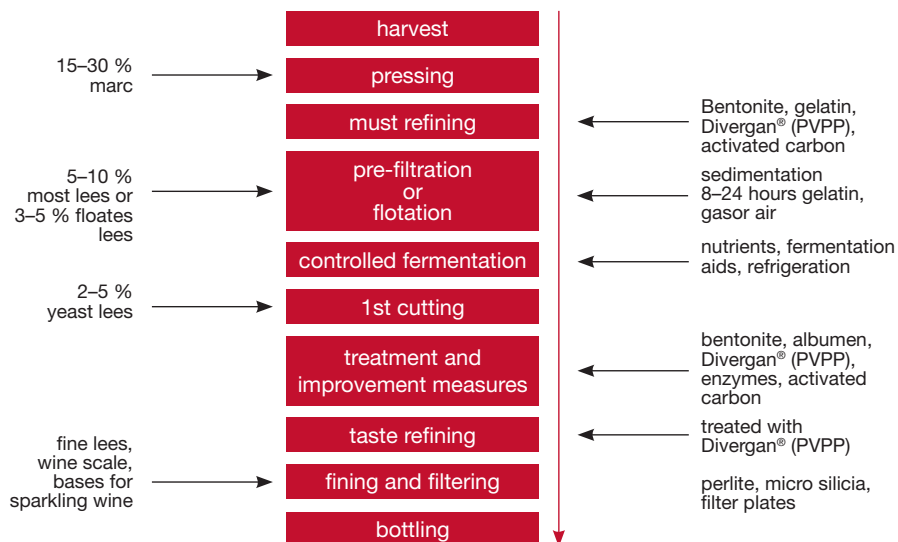 harvest
15–30 %
marc
pressing
must refining
Bentonite, gelatin,
Divergan® (PVPP),
activated carbon
5–10 %
most lees or
3–5 % floates
lees
pre-filtration
or
flotation
sedimentation
8–24 hours gelatin,
gasor air
controlled fermentation
nutrients, fermentation
aids, refrigeration
2–5 %
yeast lees
1st cutting
treatment and
improvement measures
bentonite, albumen,
Divergan® (PVPP),
enzymes, activated
carbon
taste refining
treated with
Divergan® (PVPP)
fine lees,
wine scale,
bases for
sparkling wine
fining and filtering
perlite, micro silicia,
filter plates
bottling